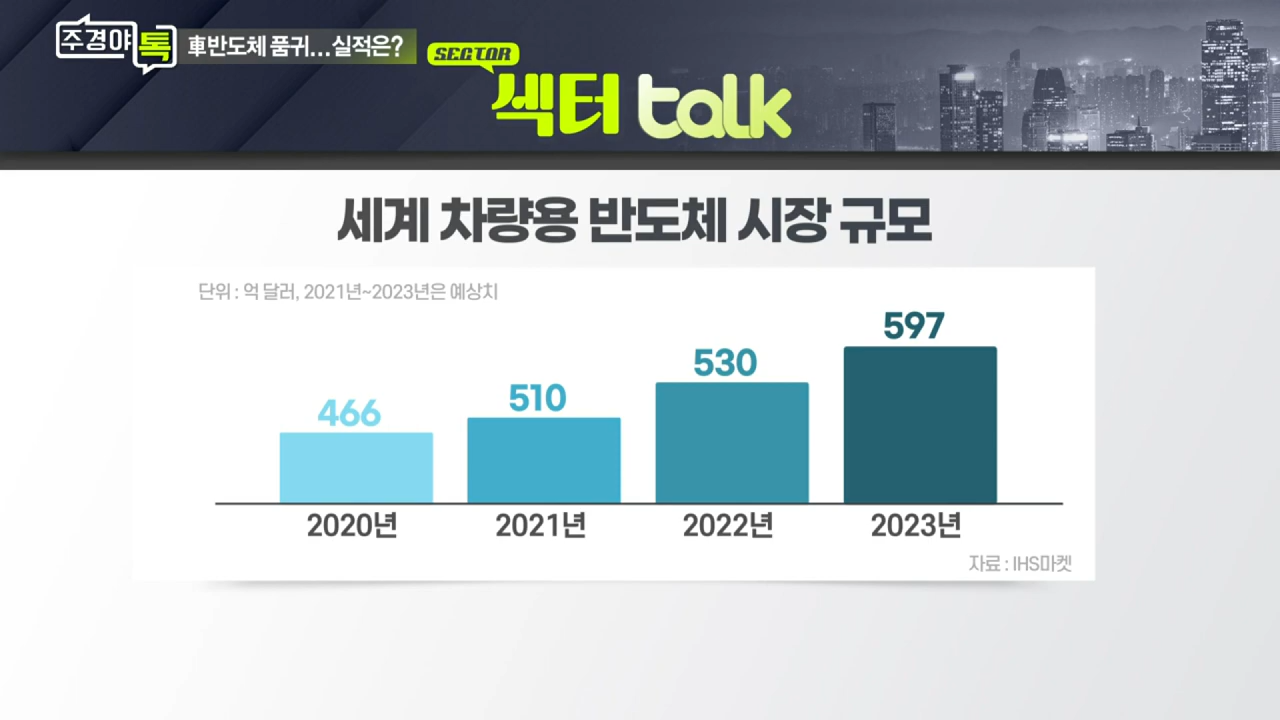 주경야톡
車반도체 품귀...실적은?
SECTOR
섹터 talk
세계 차량용 반도체 시장 규모
단위 : 억 달러, 2021년~2023년은 예상치
466
510
530
597
2020년
2021년
2022년
2023년
자료 : IHS마켓